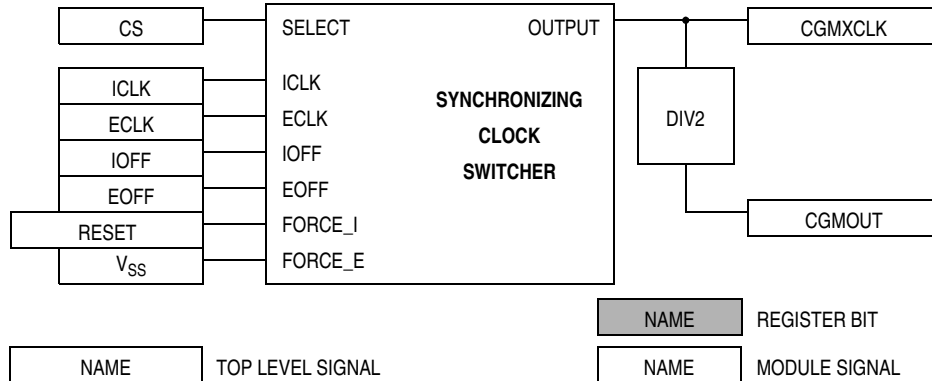 CS SELECT OUTPUT CGMXCLK
ICLK ICLK
SYNCHRONIZING
ECLK ECLK
CLOCK
DIV2
IOFF IOFF
SWITCHER
EOFF EOFF
RESET FORCE_I
CGMOUT
VSS FORCE_E
NAME REGISTER BIT
NAME TOP LEVEL SIGNAL
NAME MODULE SIGNAL